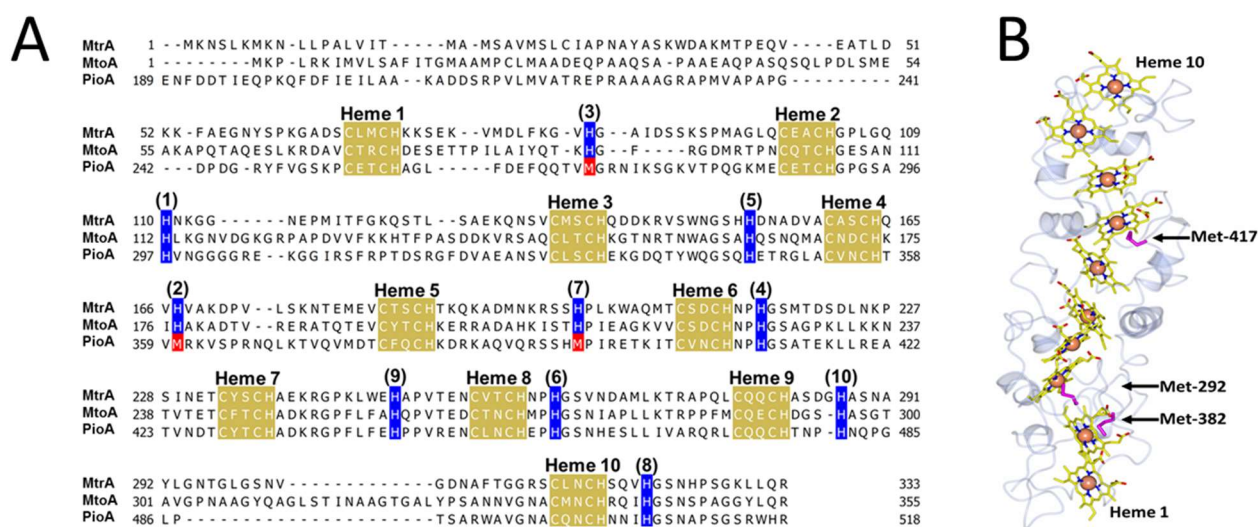 A
B
MtrA 1 --MKNSLKMKN-LLPALVIT-----MA-MSAVMSLCIAPNAYASKWDAKMTPEQV---EATLD 51
MtoA 1 -----MKPLRKIMVLSAFITGMAAMPCLMAADEQPAAQSA-PAAEAQPASQSQLPDLSME 54
PioA 189 ENFDDTIEQPKQFDFIEILAA--KADDSRPVLMVATREPRAAAAGRAPMVAPAPG------- 241
Heme 1 (3) Heme 2
MtrA 52 KK-FAEGNYSPKGADSCLMCHKKSEK-VMDLFKG-VHG--AIDSSKSPMAGLQCEACHGPLGQ 109
MtoA 55 AKAPQTAQESLKRDAVCTRCHDESETTPILAIYQT-KHG--F---RGDMRTPNCQTCHGESAN 111
PioA 242 --DPDG-RYFVGSKPCETCHAGL---FDEFQQTVMGRNIKSGKVTPQGKMECETCHGPGSA 296
(1) Heme 3 (5) Heme 4
MtrA 110 HNKGG------NEPMITFGKQSTL--SAEKQNSVCMSCHQDDKRVSWNGSHHDNADVACASCHQ 165
MtoA 112 HLKGNVDGKGRPAPDVVFKKHTFPASDDKVRSAQCLTCHKGTNRTNWAGSAHQSNQMACNDCHK 175
PioA 297 HVNGGGGRE-KGGIRSFRPTDSRGFDVAEANSVCLSCHEKGDQTYWQGSQHETRGLACVNCHT 358
(2) Heme 5 (7) Heme 6 (4)
MtrA 166 VHVAKDPV--LSKNTEMEVCTSCHTKQKADMNKRSSHPLKWAQMTCSDCHNPHGSMTDSDLNKP 227
MtoA 176 IHAKADTV--RERATQTEVCYTCHKERRADAHKISTHPIEAGKVVCSDCHNPHGSAGPKLLKKN 237
PioA 359 VMRKVSPRNQLKTVQVMDTCFQCHKDRKAQVQRSSHMPIRETKITCVNCHNPHGSATEKLLREA 422
Heme 7 (9) Heme 8 (6) Heme 9 (10)
MtrA 228 SINETCYSCHAEKRGPKLWEHAPVTENCVTCHNPHGSVNDAMLKTRAPQLCQQCHASDGHASNA 291
MtoA 238 TVTETCFTCHADKRGPFLFAHQPVTDNCMTCHMPHGSNIAPLLKTRPPFMCQECHDGS-HASGT 300
PioA 423 TVNDTCYTCHADKRGPFLFEHPPVRENCLNCHEPHGSNHESLLIVARQRLCQQCHTNP-HNQPG 485
Heme 10 (8)
MtrA 292 YLGNTGLGSNV----------GDNAFTGGRSCLNCHSQVHGSNHPSGKLLQR 333
MtoA 301 AVGPNAAGYQAGLSTINAAGTGALYPSANNAVGNACMNCHRQIHGSNSPAGGYLQR 355
PioA 486 LP------------------TSARWAVGNACQNCHNNIHGSNAPSGSRWHR 518
Heme 10
Met-417
Met-292
Met-382
Heme 1